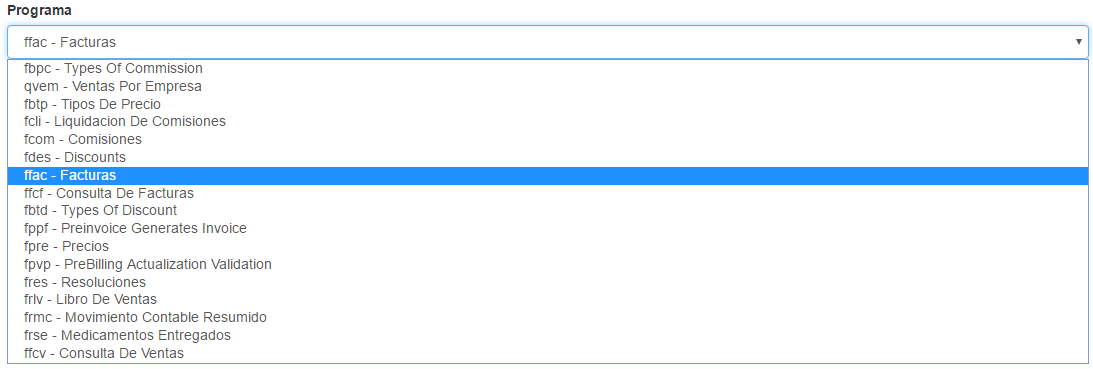 Programa
ffac - Facturas
fbpc - Types Of Commission
qvem - Ventas Por Empresa
fbtp - Tipos De Precio
fcli - Liquidacion De Comisiones
fcom - Comisiones
fdes - Discounts
ffac - Facturas
ffcf - Consulta De Facturas
fbtd - Types Of Discount
fppf - Preinvoice Generates Invoice
fpre - Precios
fpvp - PreBilling Actualization Validation
fres - Resoluciones
frlv - Libro De Ventas
frmc - Movimiento Contable Resumido
frse - Medicamentos Entregados
ffcv - Consulta De Ventas